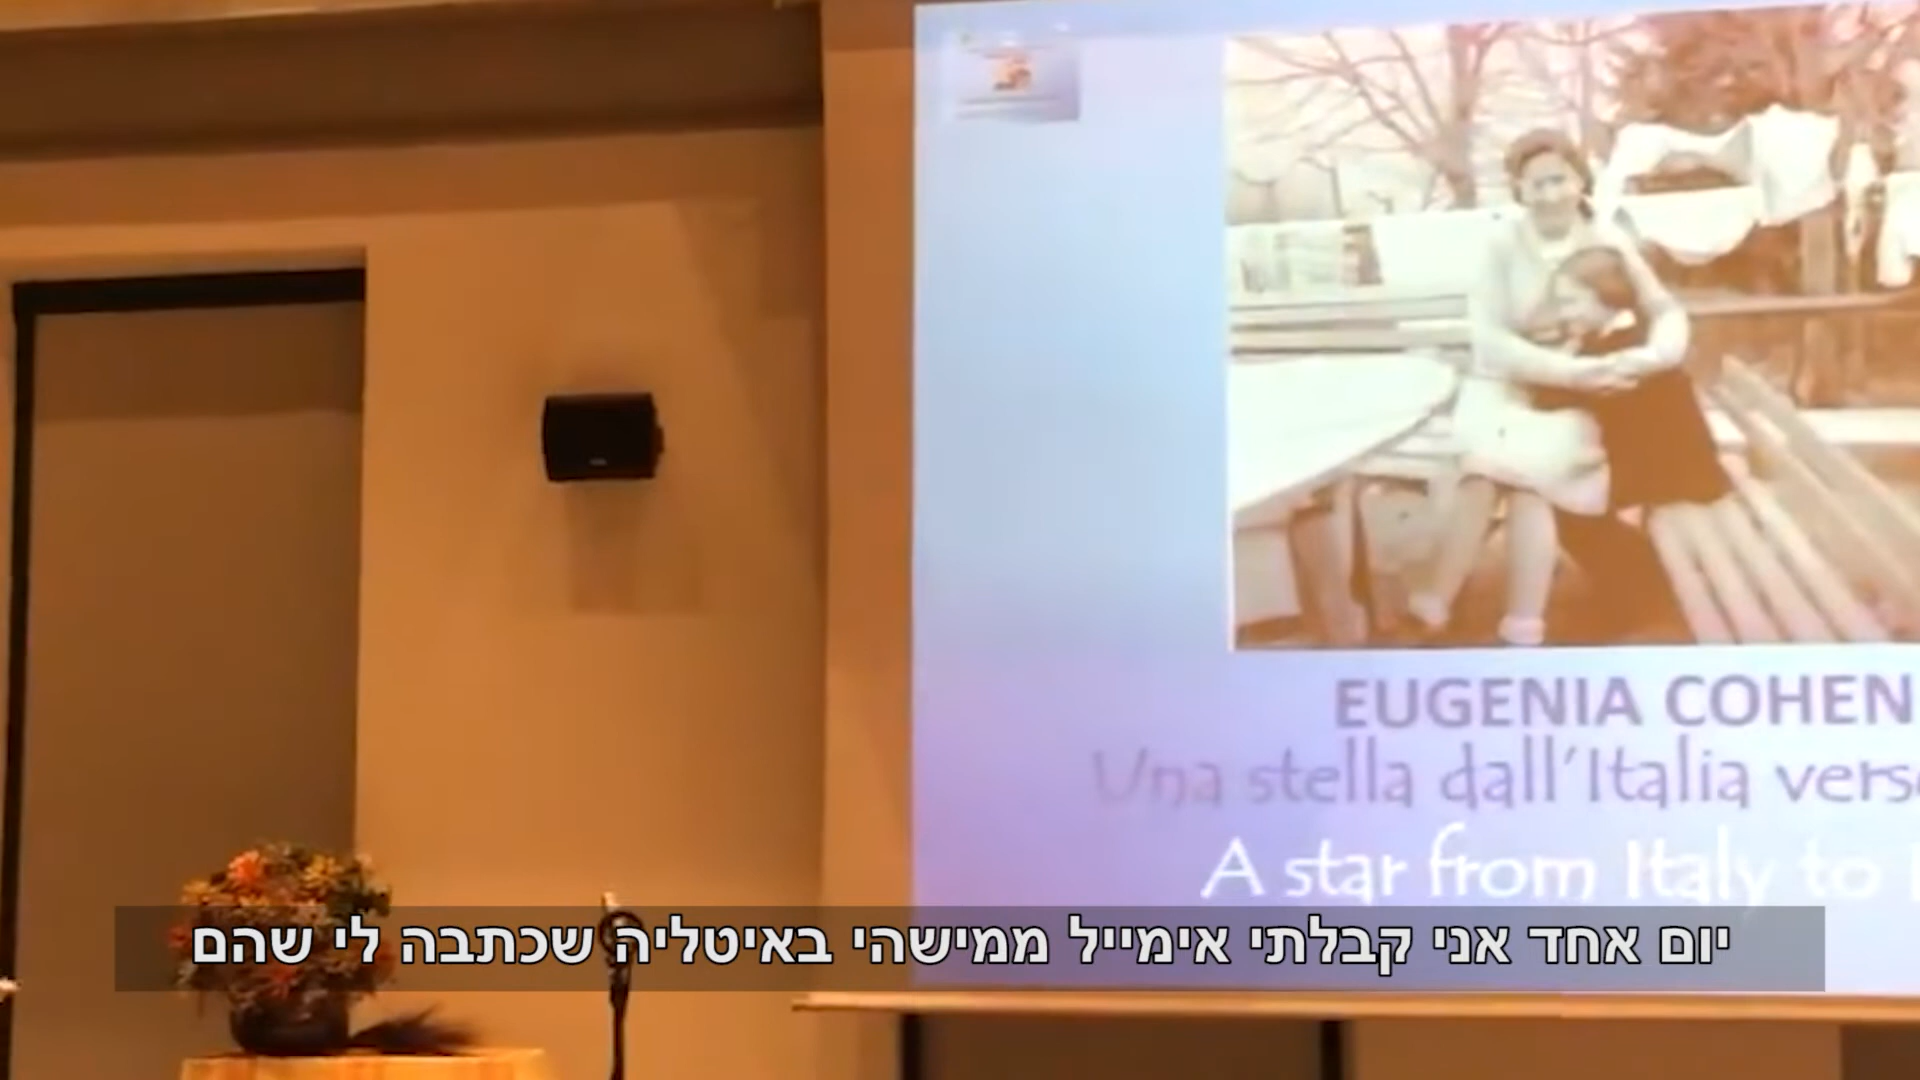 EUGENIA COHEN
Una stella dall'Italia
A star from Italy to
יום אחד אני קבלתי אימייל ממישהי באיטליה שכתבה לי שהם